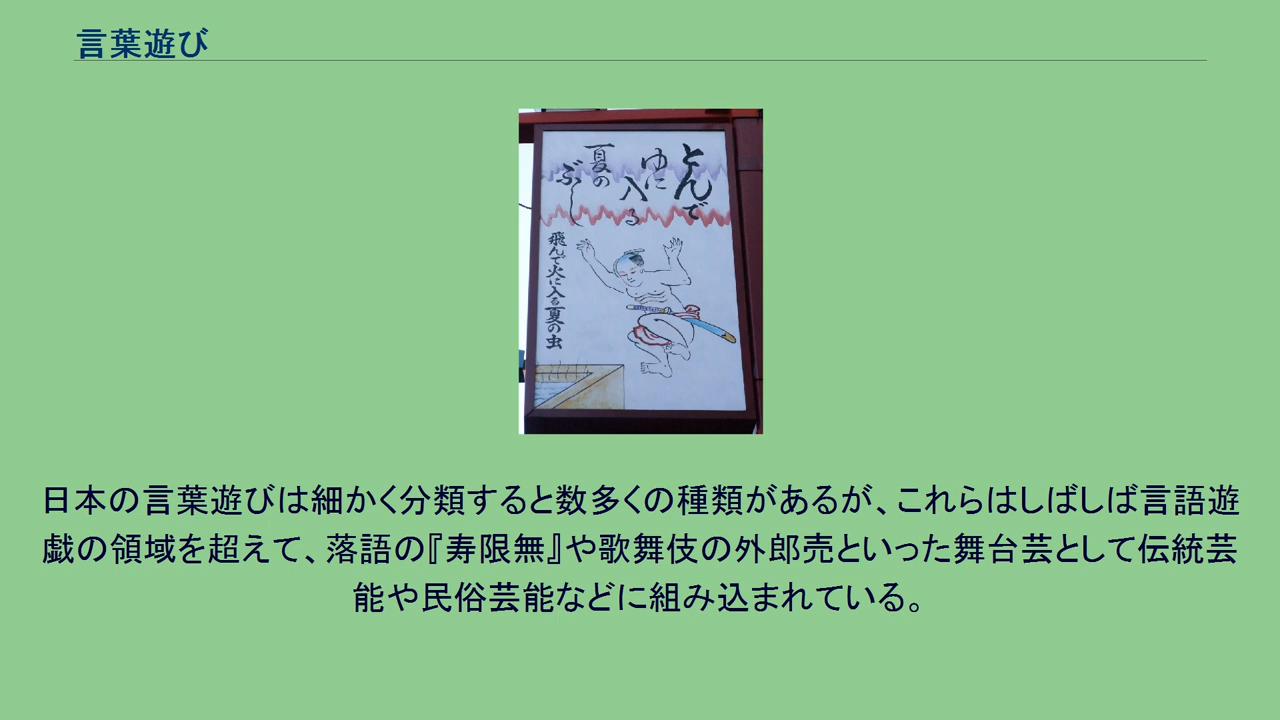 言葉遊び
とんで
ゆに
入る
夏の
ぶし
飛んで火に入る夏の虫
日本の言葉遊びは細かく分類すると数多くの種類があるが、これらはしばしば言語遊
戯の領域を超えて、落語の『寿限無』や歌舞伎の外郎売といった舞台芸として伝統芸
能や民俗芸能などに組み込まれている。